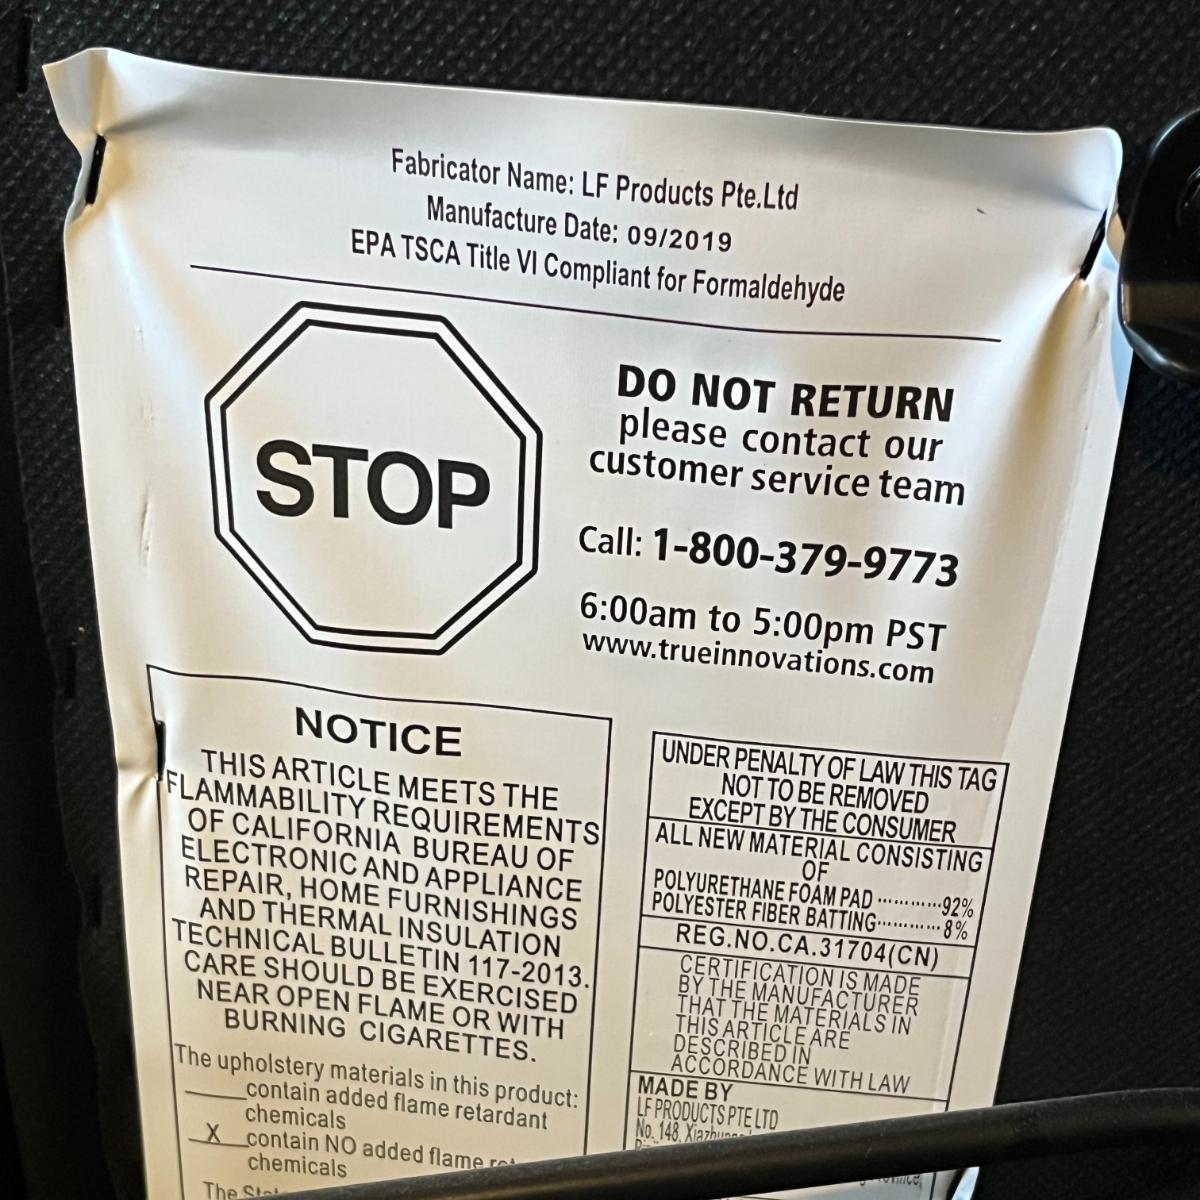 Fabricator Name: LF Products Pte.Ltd
Manufacture Date: 09/2019
EPA TSCA Title VI Compliant for Formaldehyde
STOP
DO NOT RETURN
please contact our
customer service team
Call: 1-800-379-9773
6:00am to 5:00pm PST
www.trueinnovations.com
NOTICE
THIS ARTICLE MEETS THE
FLAMMABILITY REQUIREMENTS
OF CALIFORNIA BUREAU OF
ELECTRONIC AND APPLIANCE
REPAIR, HOME FURNISHINGS
AND THERMAL INSULATION
TECHNICAL BULLETIN 117-2013.
CARE SHOULD BE EXERCISED
NEAR OPEN FLAME OR WITH
BURNING CIGARETTES.
The upholstery materials in this product:
_____contain added flame retardant
chemicals
__X__contain NO added flame
chemicals
The
UNDER PENALTY OF LAW THIS TAG
NOT TO BE REMOVED
EXCEPT BY THE CONSUMER
ALL NEW MATERIAL CONSISTING
OF
POLYURETHANE FOAM PAD ············92%
POLYESTER FIBER BATTING············ 8%
REG.NO.CA.31704(CN)
CERTIFICATION IS MADE
BY THE MANUFACTURER
THAT THE MATERIALS IN
THIS ARTICLE ARE
DESCRIBED IN
ACCORDANCE WITH LAW
MADE BY
LF PRODUCTS PTE LTD
No. 148,